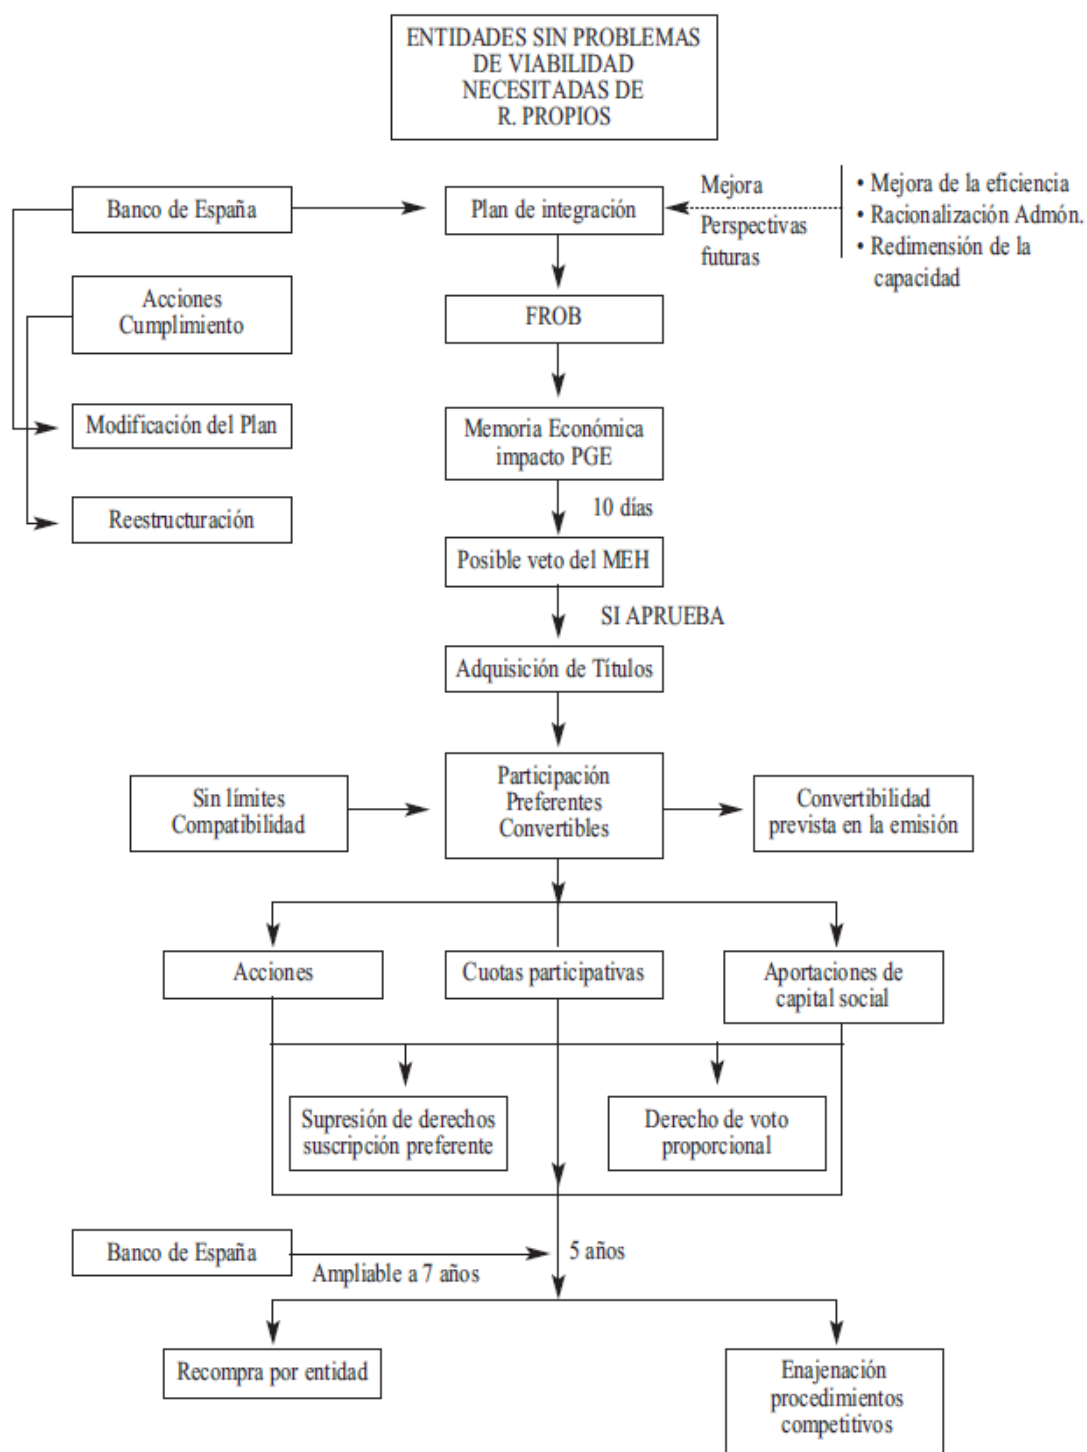 ENTIDADES SIN PROBLEMAS
DE VIABILIDAD
NECESITADAS DE
R. PROPIOS
Banco de España
Plan de integración
Mejora
Perspectivas
futuras
• Mejora de la eficiencia
• Racionalización Admón.
• Redimensión de la
capacidad
Acciones
Cumplimiento
FROB
Modificación del Plan
Memoria Económica
impacto PGE
Reestructuración
10 días
Posible veto del MEH
SI APRUEBA
Adquisición de Títulos
Sin límites
Compatibilidad
Participación
Preferentes
Convertibles
Convertibilidad
prevista en la emisión
Acciones
Cuotas participativas
Aportaciones de
capital social
Supresión de derechos
suscripción preferente
Derecho de voto
proporcional
Banco de España
Ampliable a 7 años
5 años
Recompra por entidad
Enajenación
procedimientos
competitivos